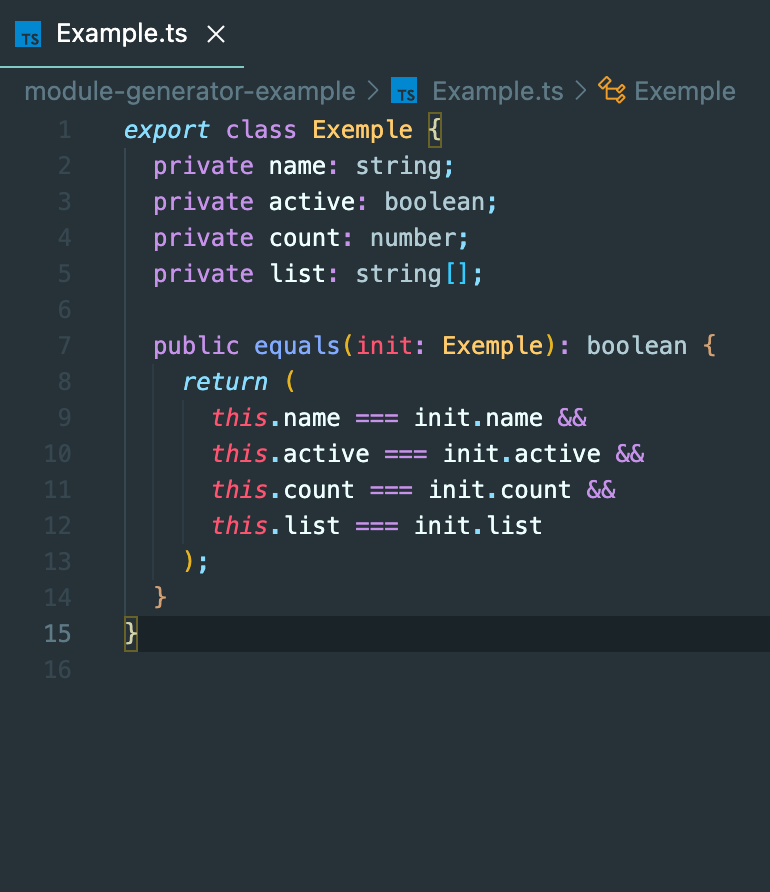 TS Example.ts ×
module-generator-example > TS Example.ts > Exemple
1 export class Exemple {
2   private name: string;
3   private active: boolean;
4   private count: number;
5   private list: string[];
6
7   public equals(init: Exemple): boolean {
8     return (
9       this.name === init.name &&
10       this.active === init.active &&
11       this.count === init.count &&
12       this.list === init.list
13     );
14   }
15 }
16